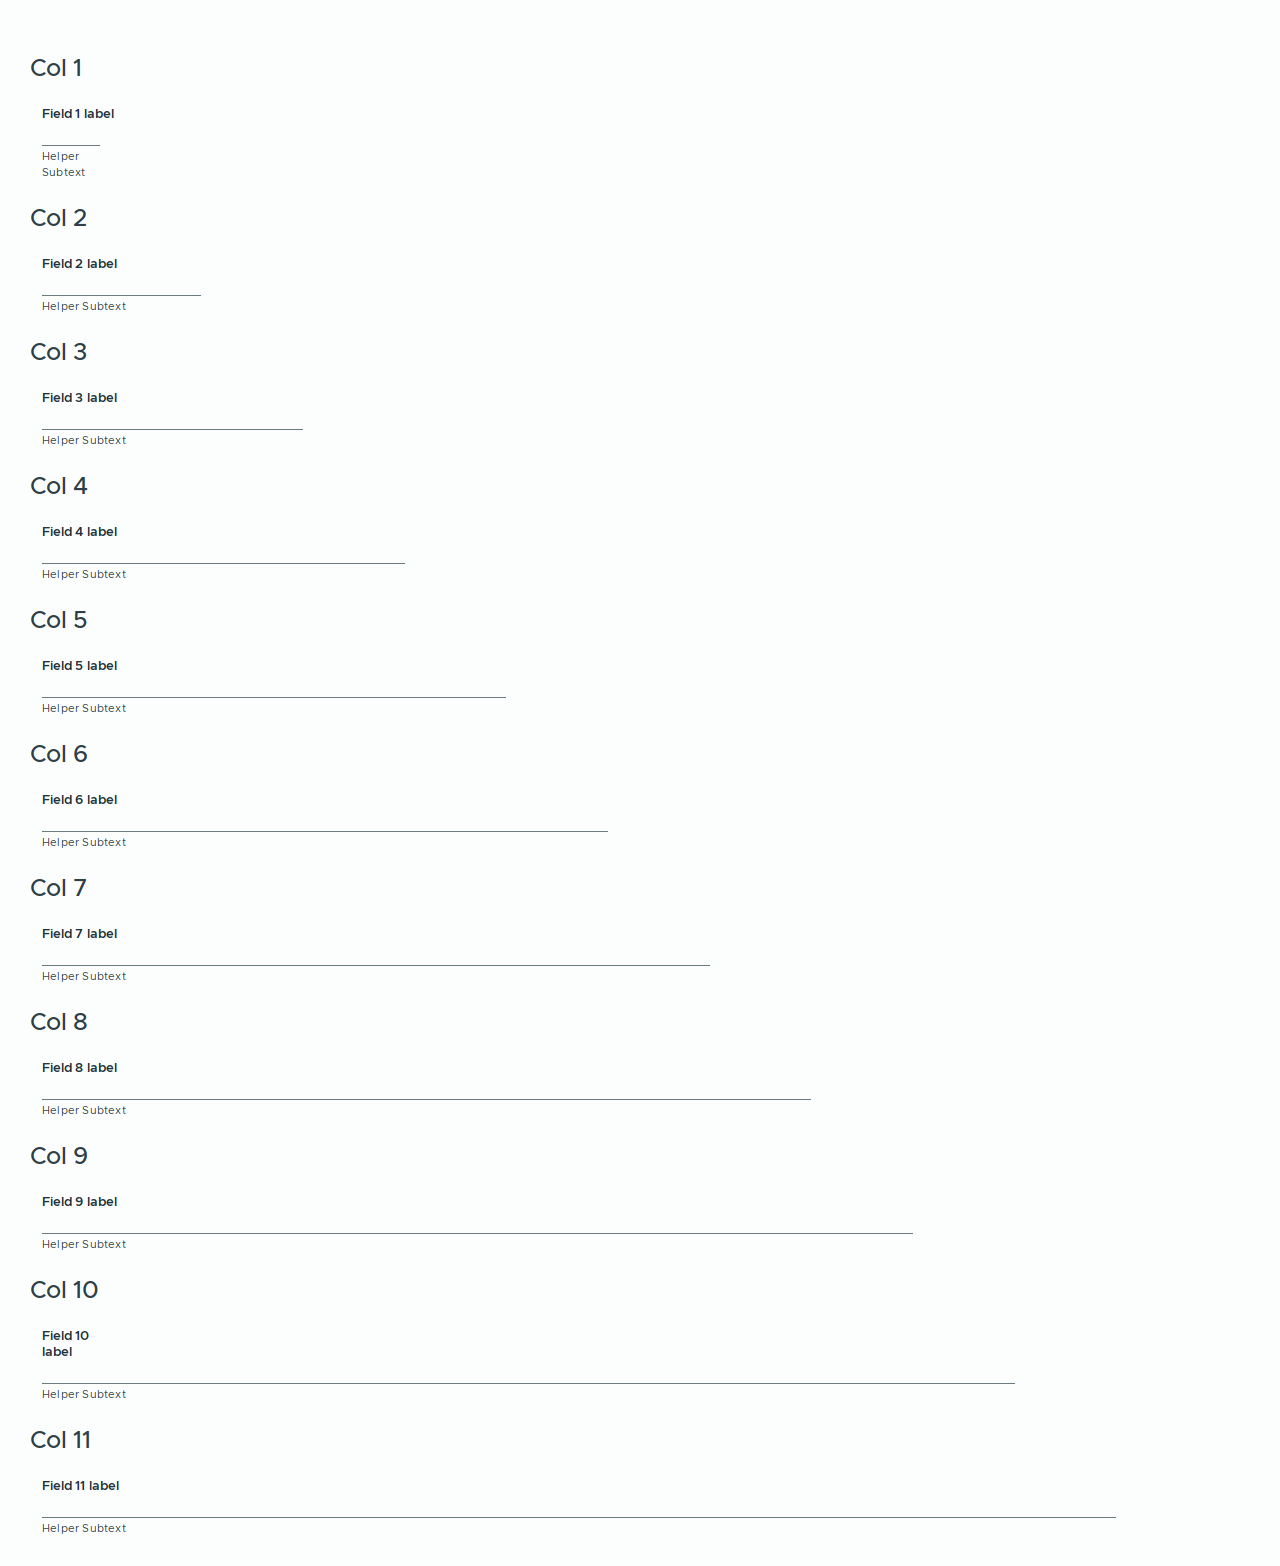 Col 1
Field 1 label
Helper
Subtext
Col 2
Field 2 label
Helper Subtext
Col 3
Field 3 label
Helper Subtext
Col 4
Field 4 label
Helper Subtext
Col 5
Field 5 label
Helper Subtext
Col 6
Field 6 label
Helper Subtext
Col 7
Field 7 label
Helper Subtext
Col 8
Field 8 label
Helper Subtext
Col 9
Field 9 label
Helper Subtext
Col 10
Field 10
label
Helper Subtext
Col 11
Field 11 label
Helper Subtext